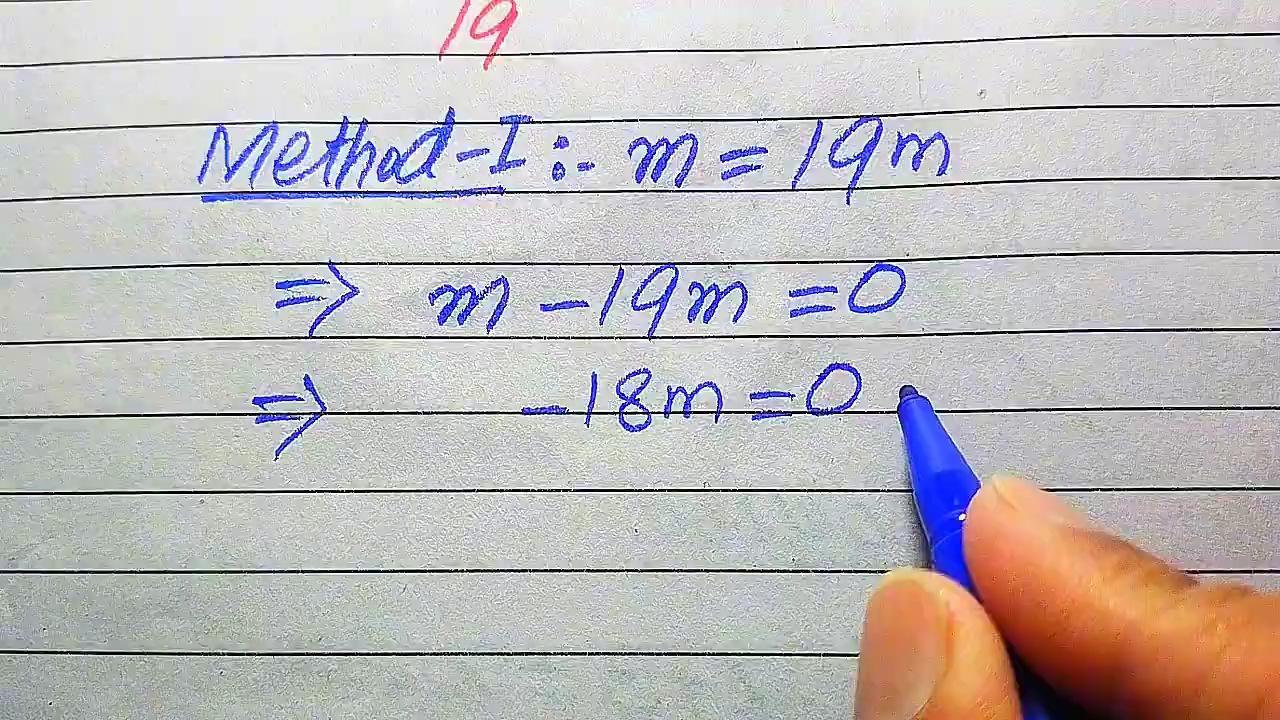 19
Method-I :- m = 19m
⇒ m - 19m = 0
⇒ - 18m = 0